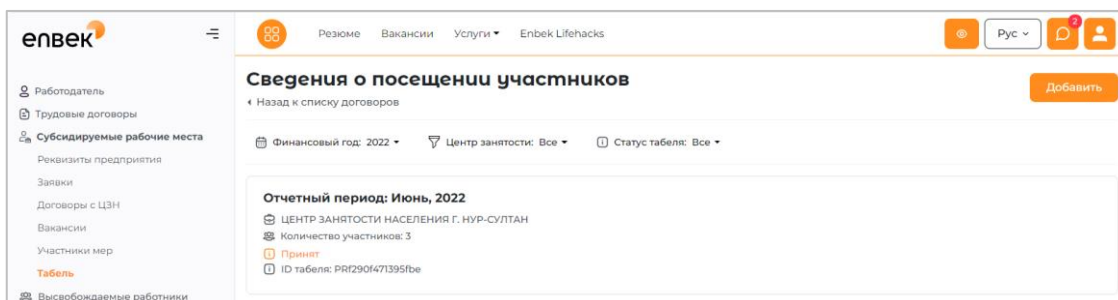 enbek
Резюме Вакансии Услуги Enbek Lifehacks
Рус
2
Работодатель
Трудовые договоры
Субсидируемые рабочие места
Реквизиты предприятия
Заявки
Договоры с ЦЗН
Вакансии
Участники мер
Табель
Высвобождаемые работники
Сведения о посещении участников
Добавить
Назад к списку договоров
Финансовый год: 2022 Центр занятости: Все Статус табеля: Все
Отчетный период: Июнь, 2022
ЦЕНТР ЗАНЯТОСТИ НАСЕЛЕНИЯ Г. НУР-СУЛТАН
Количество участников: 3
Принят
ID табеля: PRf290f471395fbe